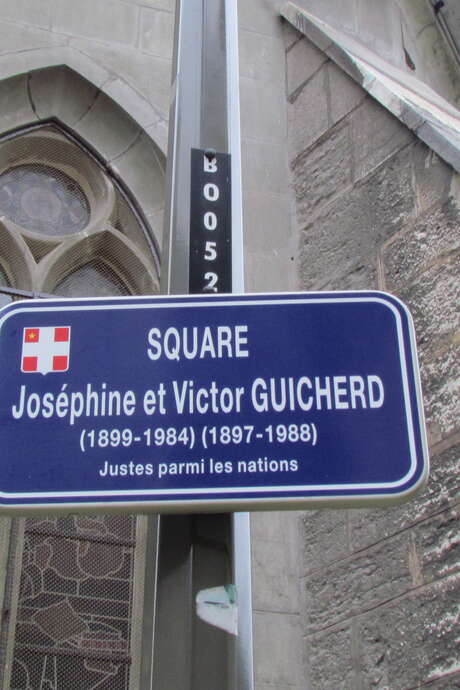 B0052
SQUARE
Joséphine et Victor GUICHERD
(1899-1984) (1897-1988)
Justes parmi les nations